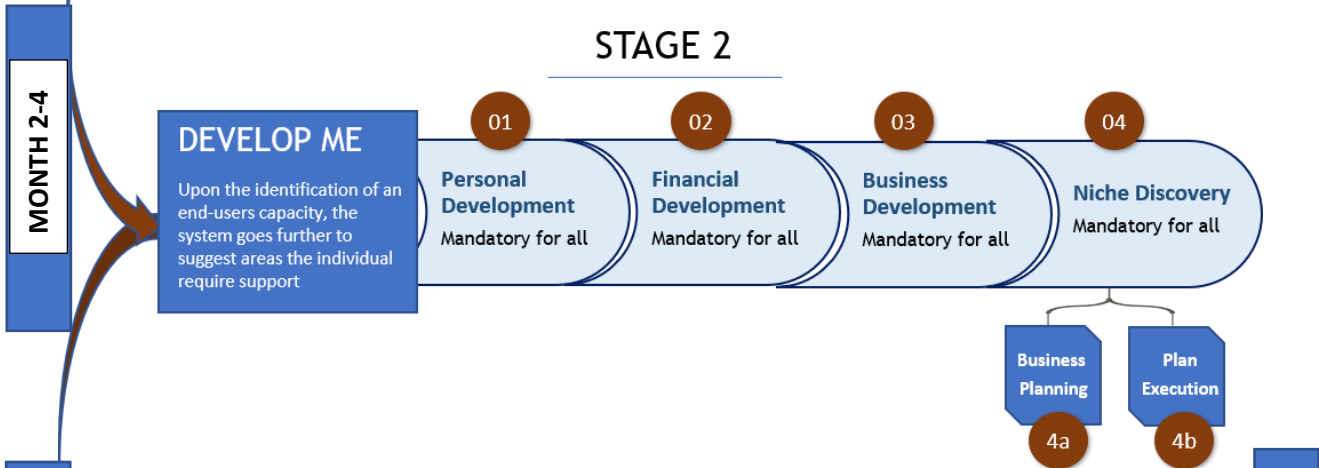 STAGE 2
MONTH 2-4
DEVELOP ME
Upon the identification of an
end-users capacity, the
system goes further to
suggest areas the individual
require support
01
Personal
Development
Mandatory for all
02
Financial
Development
Mandatory for all
03
Business
Development
Mandatory for all
04
Niche Discovery
Mandatory for all
Business
Planning
4a
Plan
Execution
4b